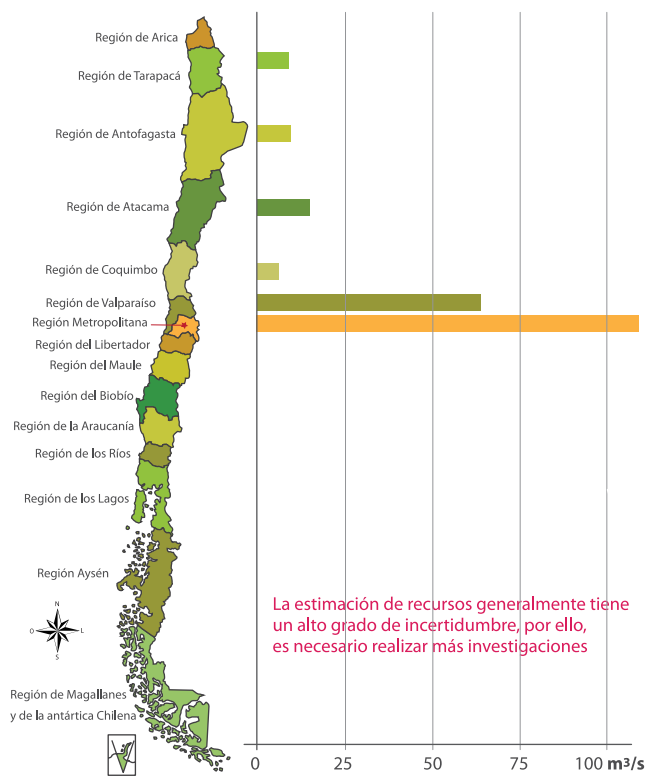 Región de Arica
Región de Tarapacá
Región de Antofagasta
Región de Atacama
Región de Coquimbo
Región de Valparaíso
Región Metropolitana
Región del Libertador
Región del Maule
Región del Biobío
Región de la Araucanía
Región de los Ríos
Región de los Lagos
Región Aysén
N
O
L
S
La estimación de recursos generalmente tiene
un alto grado de incertidumbre, por ello,
es necesario realizar más investigaciones
Región de Magallanes
y de la antártica Chilena
0 25 50 75 100 m³/s